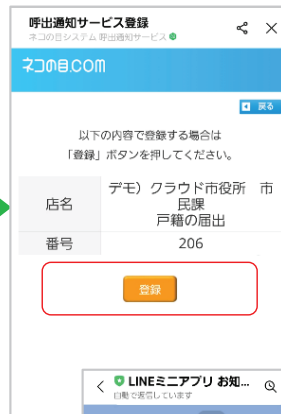 呼出通知サービス登録
ネコの目システム 呼出通知サービス
ネコの目.COM
戻る
以下の内容で登録する場合は
「登録」ボタンを押してください。
店名
デモ）クラウド市役所　市
民課
戸籍の届出
番号
206
登録
LINEミニアプリ お知...
自動で返信しています